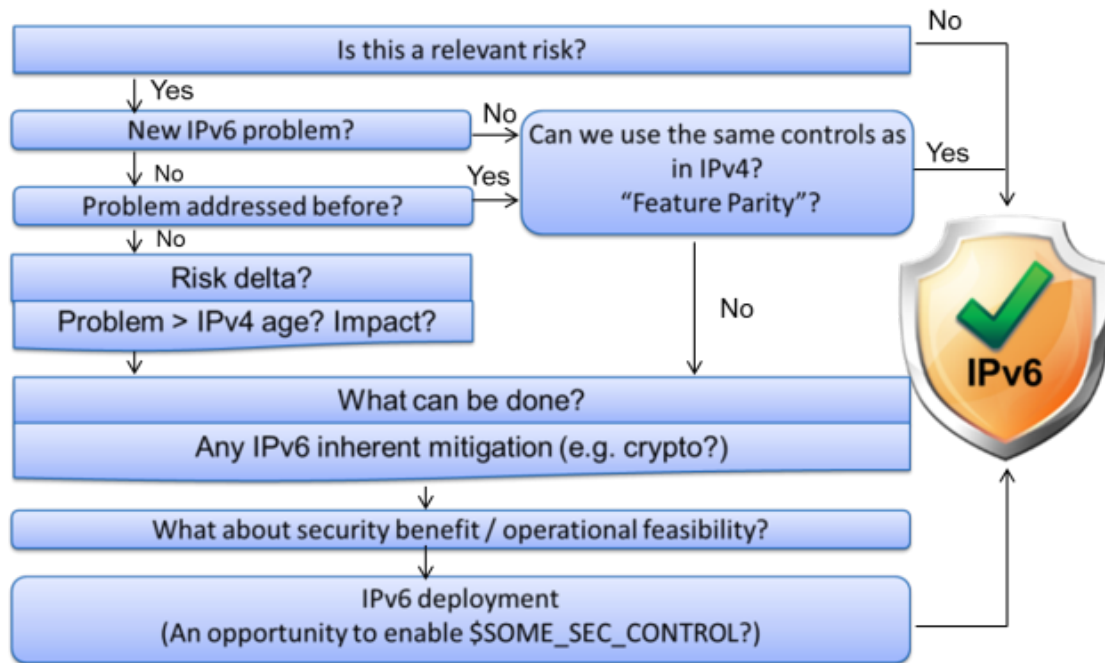 No
Is this a relevant risk?
Yes
New IPv6 problem?
No
Can we use the same controls as
in IPv4?
“Feature Parity”?
Yes
No
Problem addressed before?
Yes
No
Risk delta?
Problem > IPv4 age? Impact?
No
IPv6
What can be done?
Any IPv6 inherent mitigation (e.g. crypto?)
What about security benefit / operational feasibility?
IPv6 deployment
(An opportunity to enable $SOME_SEC_CONTROL?)